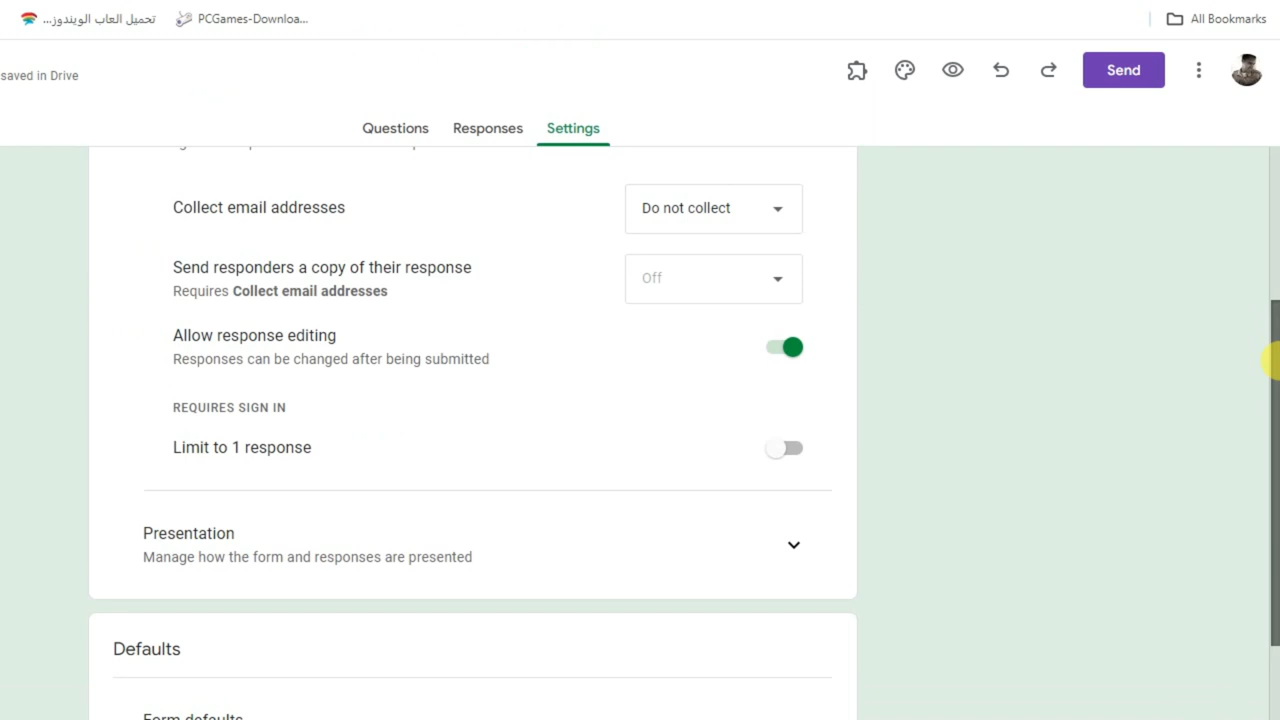 تحميل العاب الويندوز...
PCGames-Downloa...
All Bookmarks
saved in Drive
Send
Questions
Responses
Settings
Collect email addresses
Do not collect
Send responders a copy of their response
Requires Collect email addresses
Off
Allow response editing
Responses can be changed after being submitted
REQUIRES SIGN IN
Limit to 1 response
Presentation
Manage how the form and responses are presented
Defaults
Form defaults